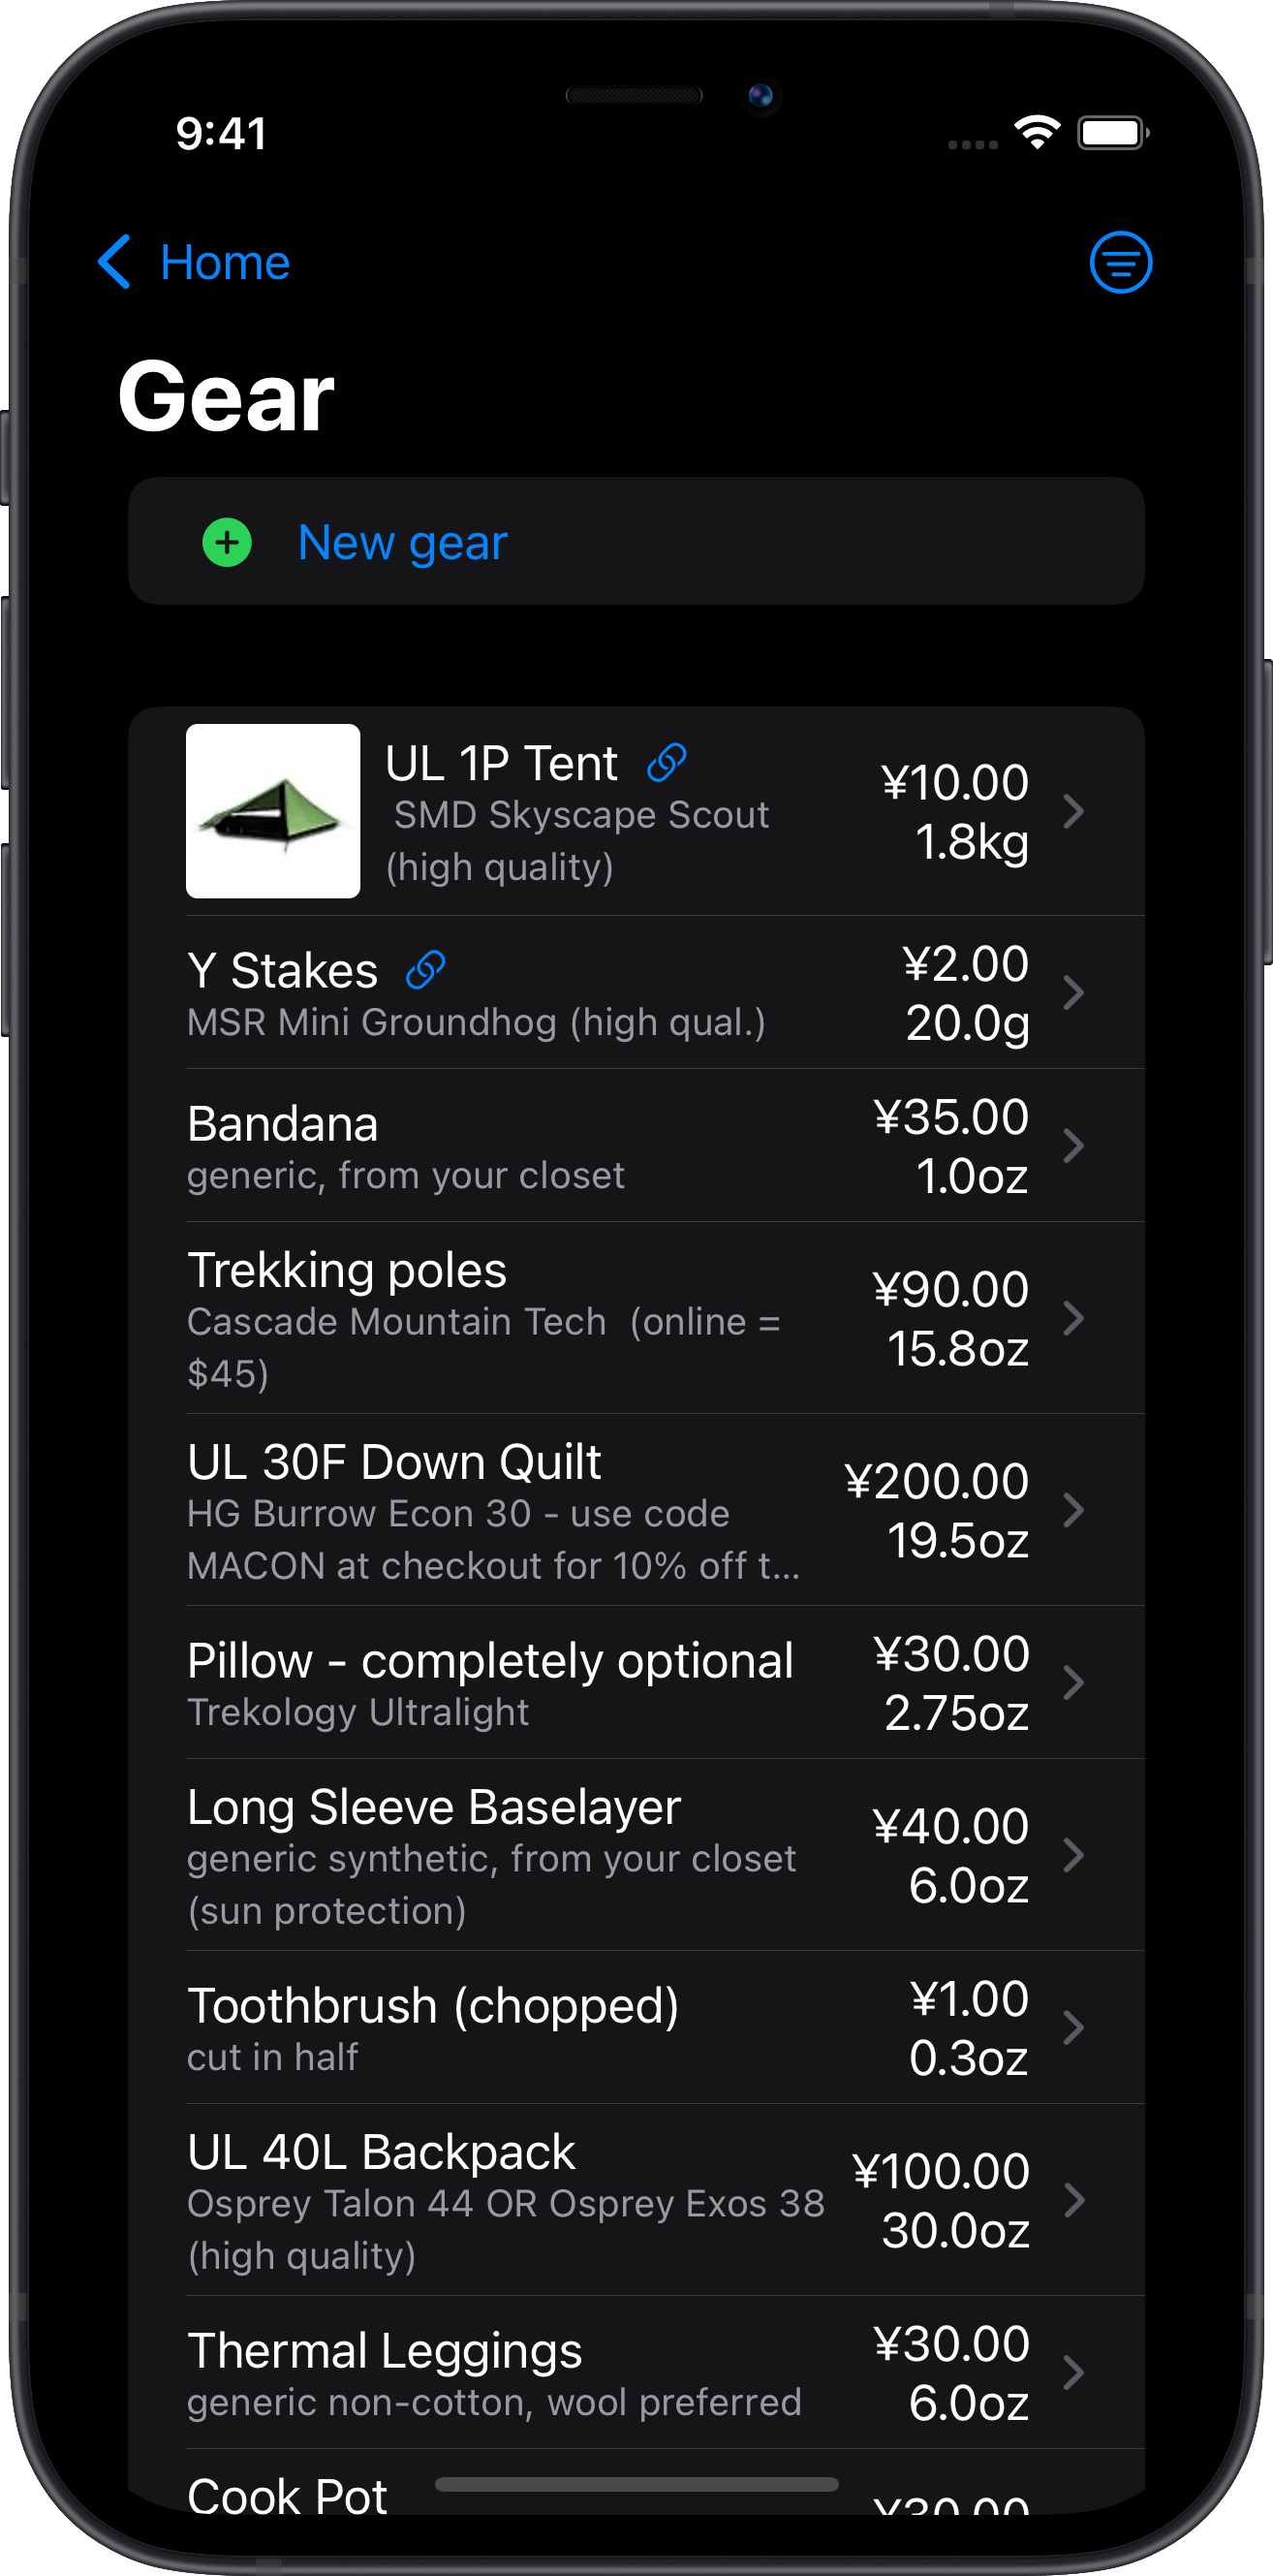 9:41
Home
Gear
New gear
UL 1P Tent
SMD Skyscape Scout
(high quality)
¥10.00
1.8kg
Y Stakes
MSR Mini Groundhog (high qual.)
¥2.00
20.0g
Bandana
generic, from your closet
¥35.00
1.0oz
Trekking poles
Cascade Mountain Tech  (online =
$45)
¥90.00
15.8oz
UL 30F Down Quilt
HG Burrow Econ 30 - use code
MACON at checkout for 10% off t...
¥200.00
19.5oz
Pillow - completely optional
Trekology Ultralight
¥30.00
2.75oz
Long Sleeve Baselayer
generic synthetic, from your closet
(sun protection)
¥40.00
6.0oz
Toothbrush (chopped)
cut in half
¥1.00
0.3oz
UL 40L Backpack
Osprey Talon 44 OR Osprey Exos 38
(high quality)
¥100.00
30.0oz
Thermal Leggings
generic non-cotton, wool preferred
¥30.00
6.0oz
Cook Pot
¥30.00